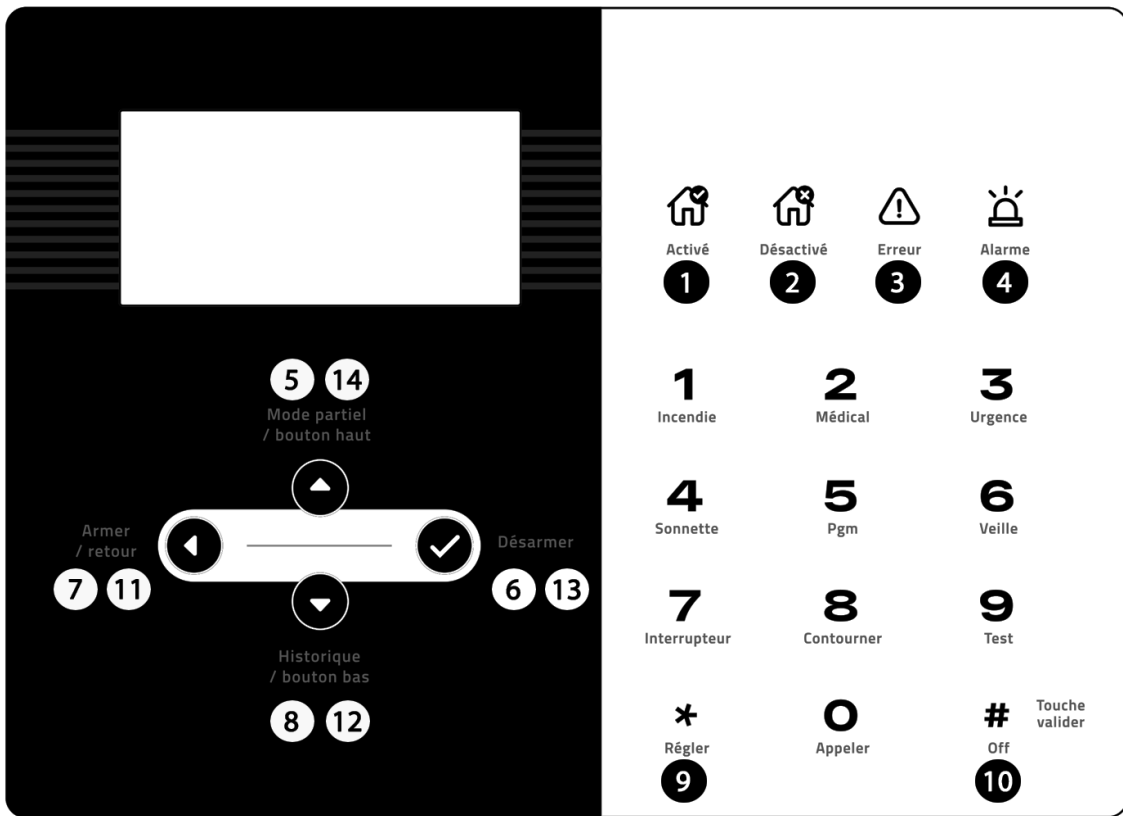 Activé
Désactivé
Erreur
Alarme
1
2
3
4
5 14
Mode partiel
/ bouton haut
Armer
/ retour
7 11
Désarmer
6 13
Historique
/ bouton bas
8 12
1
Incendie
2
Médical
3
Urgence
4
Sonnette
5
Pgm
6
Veille
7
Interrupteur
8
Contourner
9
Test
*
Régler
9
0
Appeler
#
Off
10
Touche
valider